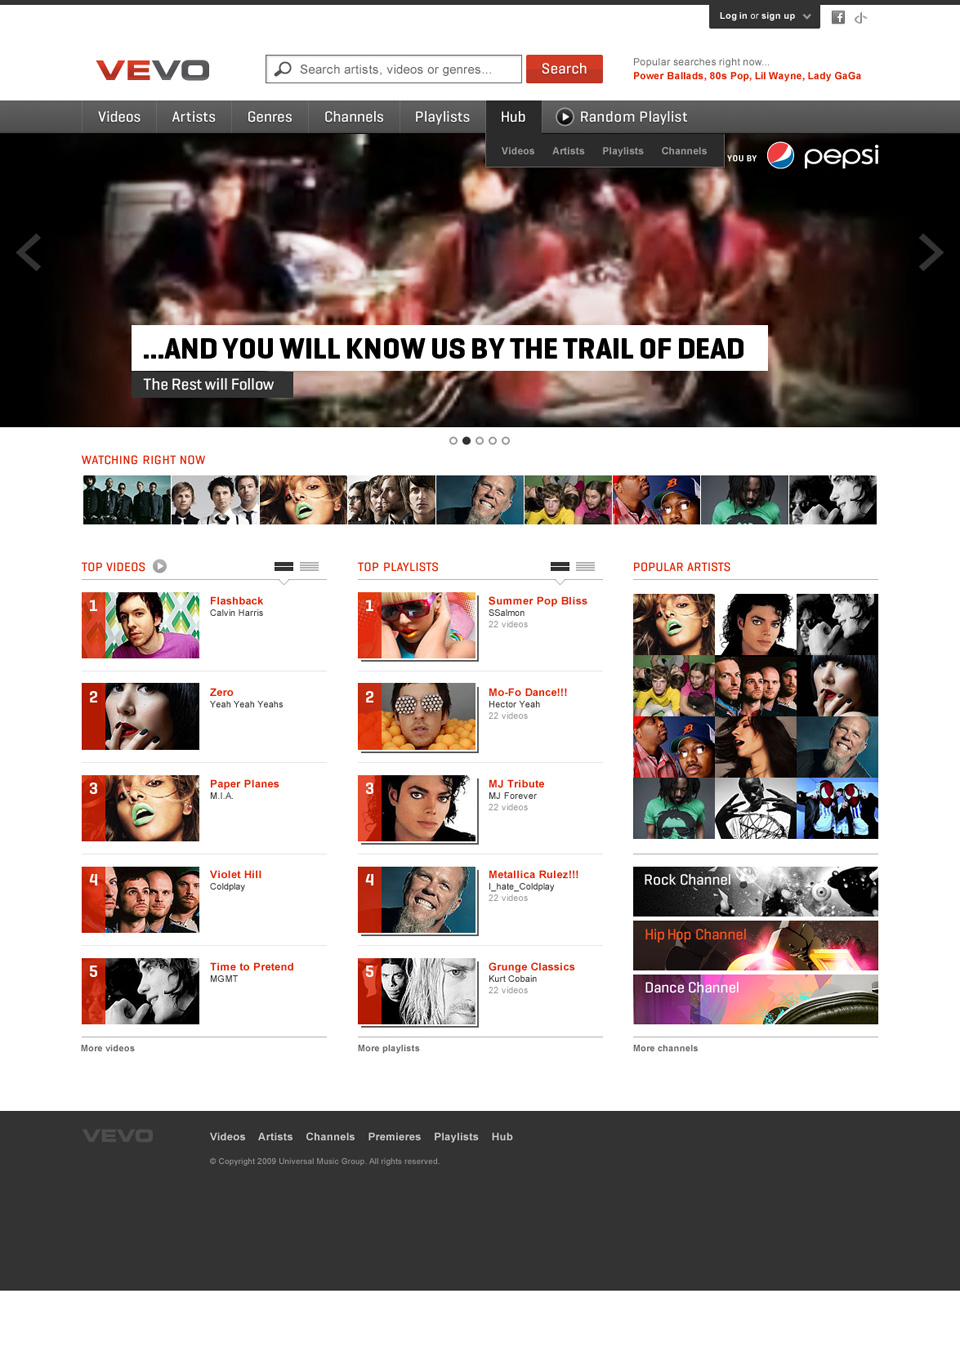 Log in or sign up
VEVO
Search artists, videos or genres...
Search
Popular searches right now...
Power Ballads, 80s Pop, Lil Wayne, Lady GaGa
Videos
Artists
Genres
Channels
Playlists
Hub
Random Playlist
Videos
Artists
Playlists
Channels
YOU BY
pepsi
...AND YOU WILL KNOW US BY THE TRAIL OF DEAD
The Rest will Follow
WATCHING RIGHT NOW
TOP VIDEOS
1
Flashback
Calvin Harris
2
Zero
Yeah Yeah Yeahs
3
Paper Planes
M.I.A.
4
Violet Hill
Coldplay
5
Time to Pretend
MGMT
More videos
TOP PLAYLISTS
1
Summer Pop Bliss
SSalmon
22 videos
2
Mo-Fo Dance!!!
Hector Yeah
22 videos
3
MJ Tribute
MJ Forever
22 videos
4
Metallica Rulez!!!
I_hate_Coldplay
22 videos
5
Grunge Classics
Kurt Cobain
22 videos
More playlists
POPULAR ARTISTS
Rock Channel
Hip Hop Channel
Dance Channel
More channels
VEVO
Videos
Artists
Channels
Premieres
Playlists
Hub
© Copyright 2009 Universal Music Group. All rights reserved.